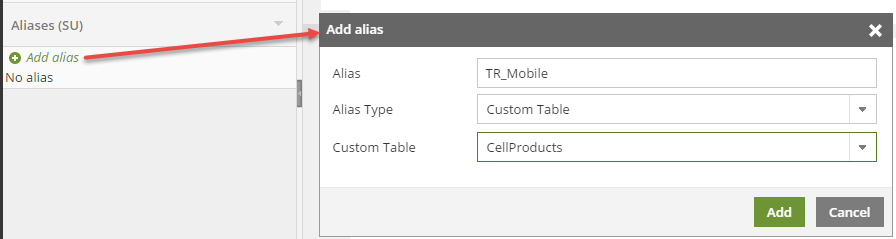 Aliases (SU)
Add alias
No alias
Add alias
Alias TR_Mobile
Alias Type Custom Table
Custom Table CellProducts
Add Cancel